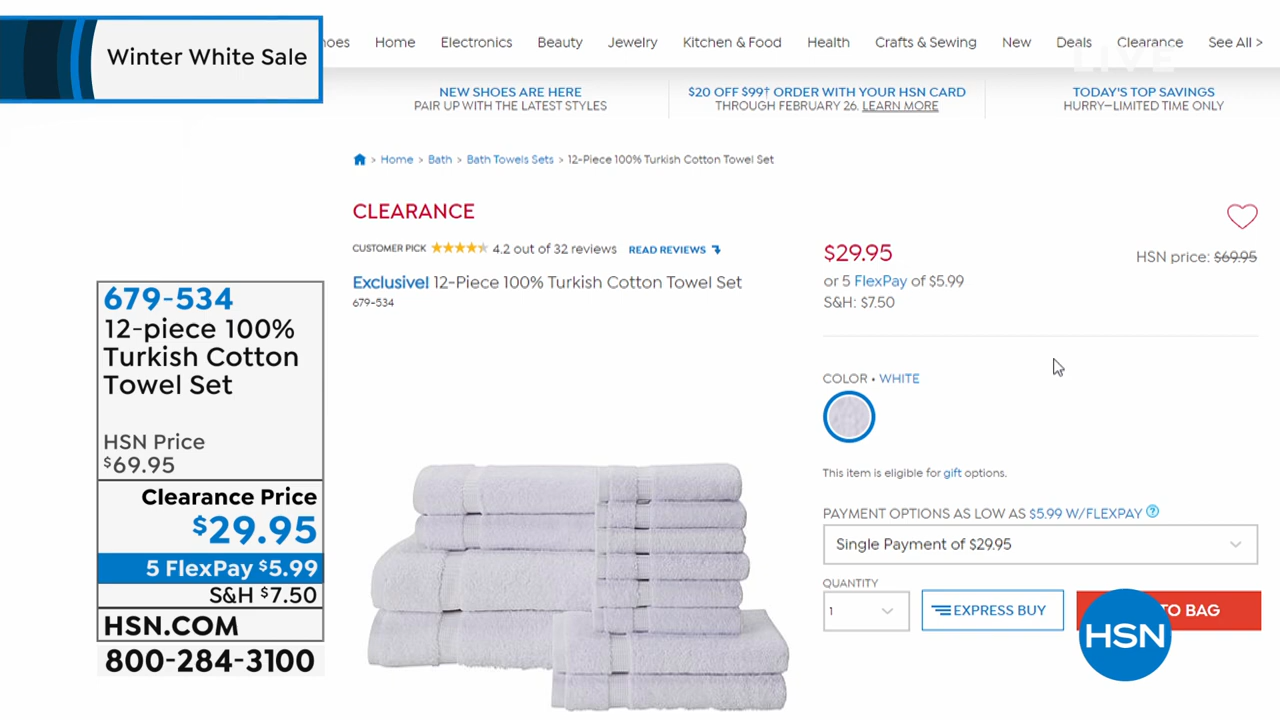 Winter White Sale
Home Electronics Beauty Jewelry Kitchen & Food Health Crafts & Sewing New Deals Clearance See All >
LIVE
NEW SHOES ARE HERE
PAIR UP WITH THE LATEST STYLES
$20 OFF $99† ORDER WITH YOUR HSN CARD
THROUGH FEBRUARY 26. LEARN MORE
TODAY'S TOP SAVINGS
HURRY—LIMITED TIME ONLY
> Home > Bath > Bath Towels Sets > 12-Piece 100% Turkish Cotton Towel Set
CLEARANCE
CUSTOMER PICK 4.2 out of 32 reviews READ REVIEWS
Exclusive! 12-Piece 100% Turkish Cotton Towel Set
679-534
$29.95
HSN price: $69.95
or 5 FlexPay of $5.99
S&H: $7.50
COLOR • WHITE
This item is eligible for gift options.
PAYMENT OPTIONS AS LOW AS $5.99 W/FLEXPAY ?
Single Payment of $29.95
QUANTITY
1
EXPRESS BUY
TO BAG
HSN
679-534
12-piece 100%
Turkish Cotton
Towel Set
HSN Price
$69.95
Clearance Price
$29.95
5 FlexPay $5.99
S&H $7.50
HSN.COM
800-284-3100